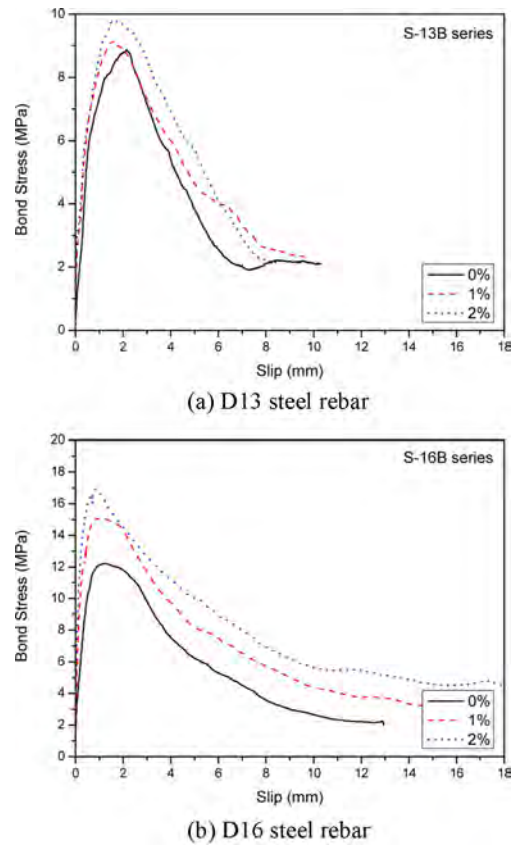 S-13B series
10
8
6
4
2
0
Bond Stress (MPa)
0%
1%
2%
0 2 4 6 8 10 12 14 16 18
Slip (mm)
(a) D13 steel rebar
S-16B series
20
18
16
14
12
10
8
6
4
2
0
Bond Stress (MPa)
0%
1%
2%
0 2 4 6 8 10 12 14 16 18
Slip (mm)
(b) D16 steel rebar